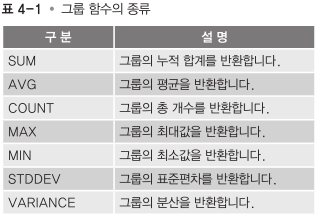 표 4-1 • 그룹 함수의 종류
구 분 설 명
SUM 그룹의 누적 합계를 반환합니다.
AVG 그룹의 평균을 반환합니다.
COUNT 그룹의 총 개수를 반환합니다.
MAX 그룹의 최대값을 반환합니다.
MIN 그룹의 최소값을 반환합니다.
STDDEV 그룹의 표준편차를 반환합니다.
VARIANCE 그룹의 분산을 반환합니다.